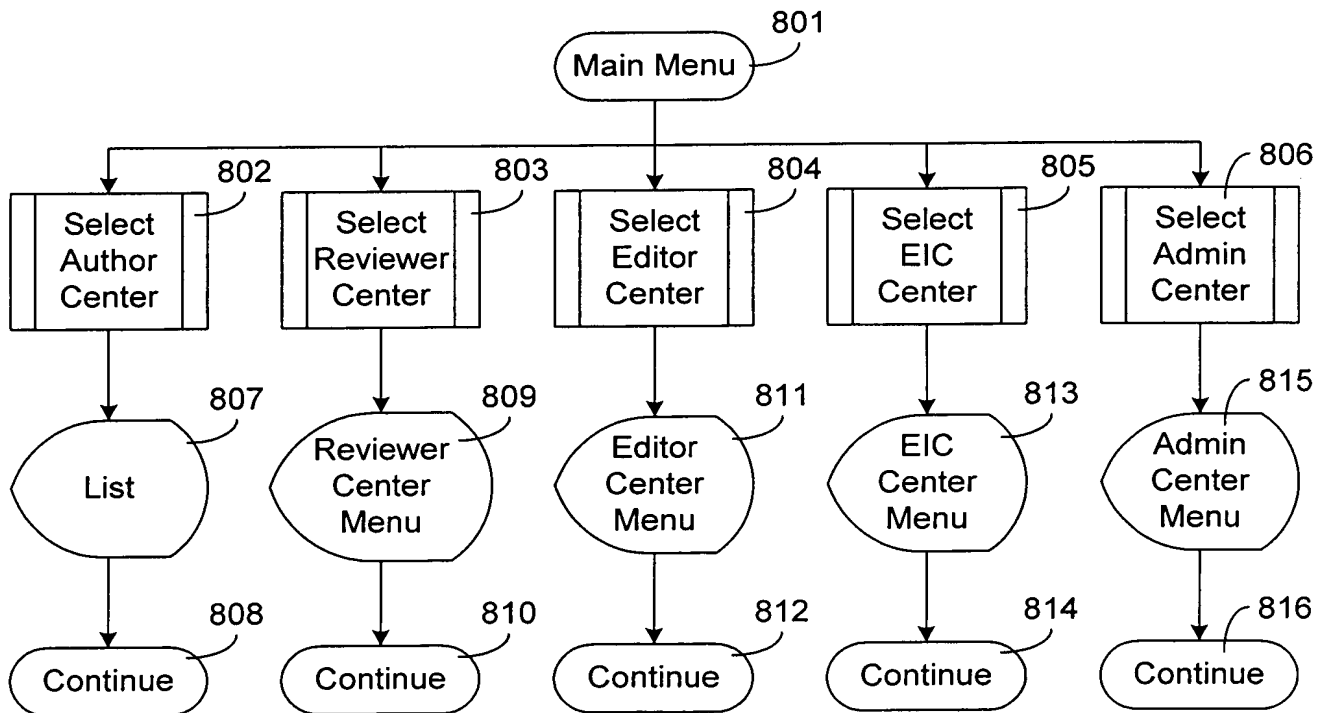 801
Main Menu
802
803
804
805
806
Select
Author
Center
Select
Reviewer
Center
Select
Editor
Center
Select
EIC
Center
Select
Admin
Center
807
809
811
813
815
List
Reviewer
Center
Menu
Editor
Center
Menu
EIC
Center
Menu
Admin
Center
Menu
808
810
812
814
816
Continue
Continue
Continue
Continue
Continue